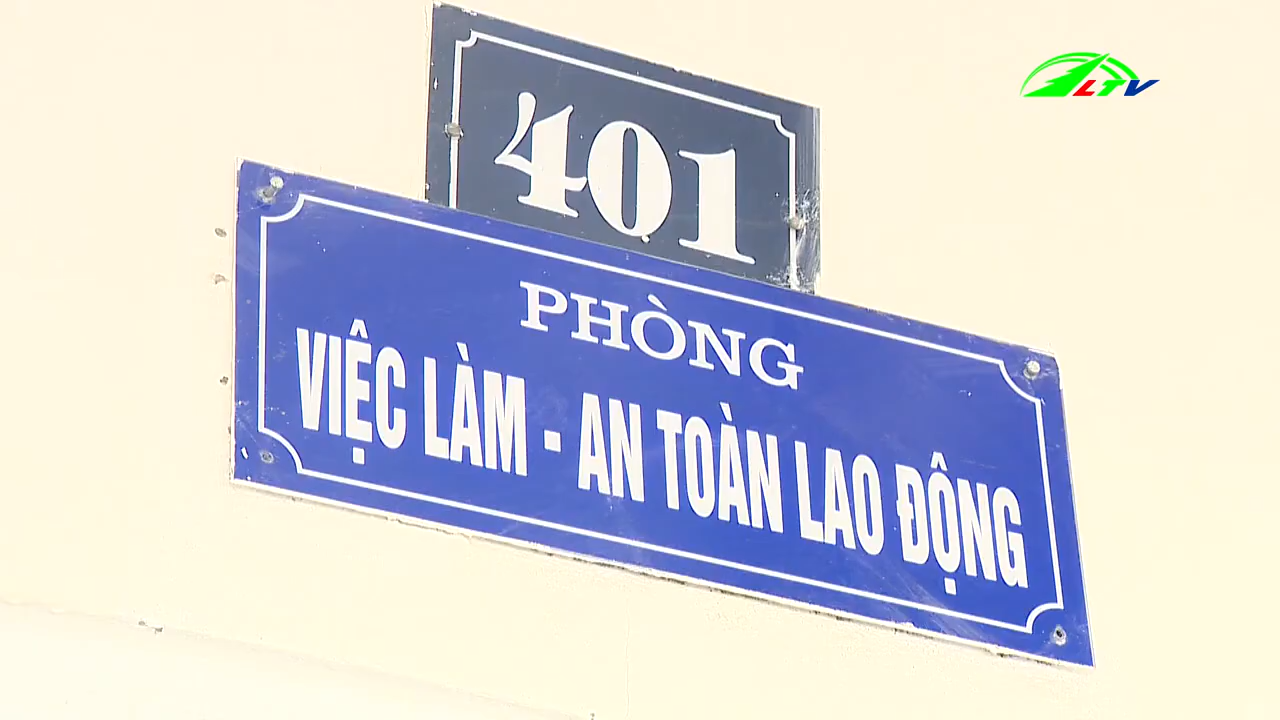 LTV
401
PHÒNG
VIỆC LÀM - AN TOÀN LAO ĐỘNG